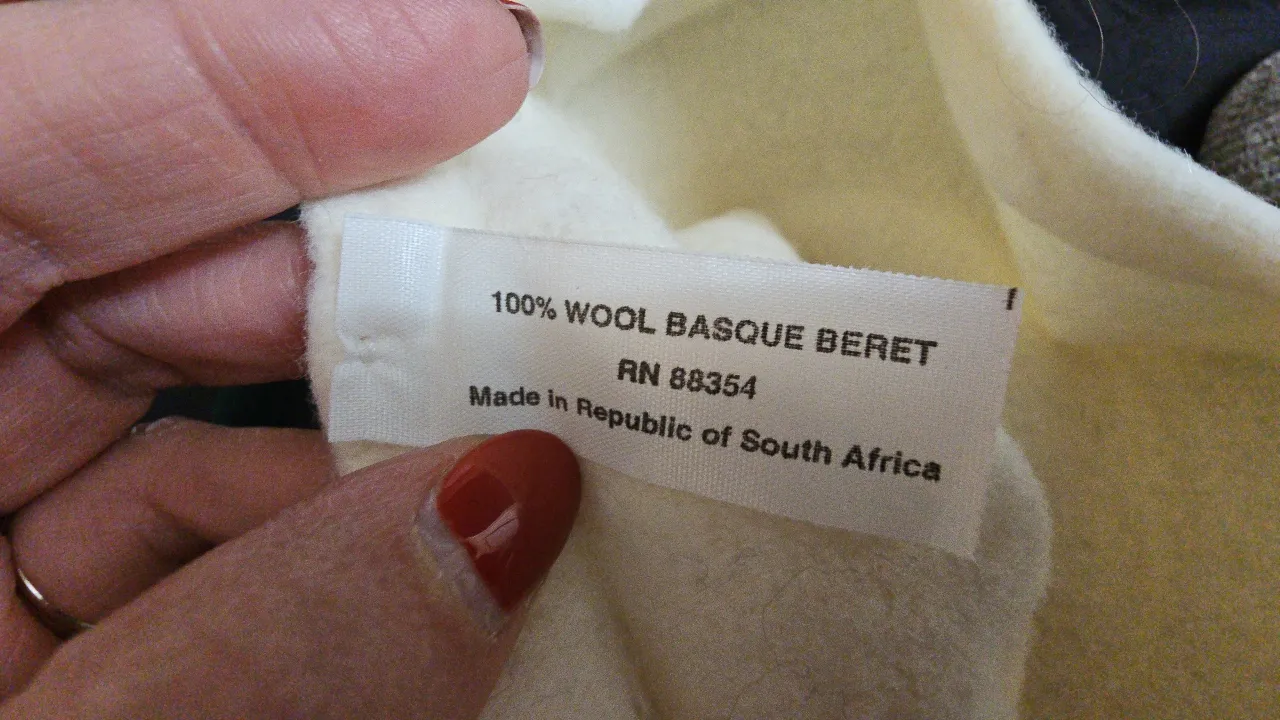 100% WOOL BASQUE BERET
RN 88354
Made in Republic of South Africa